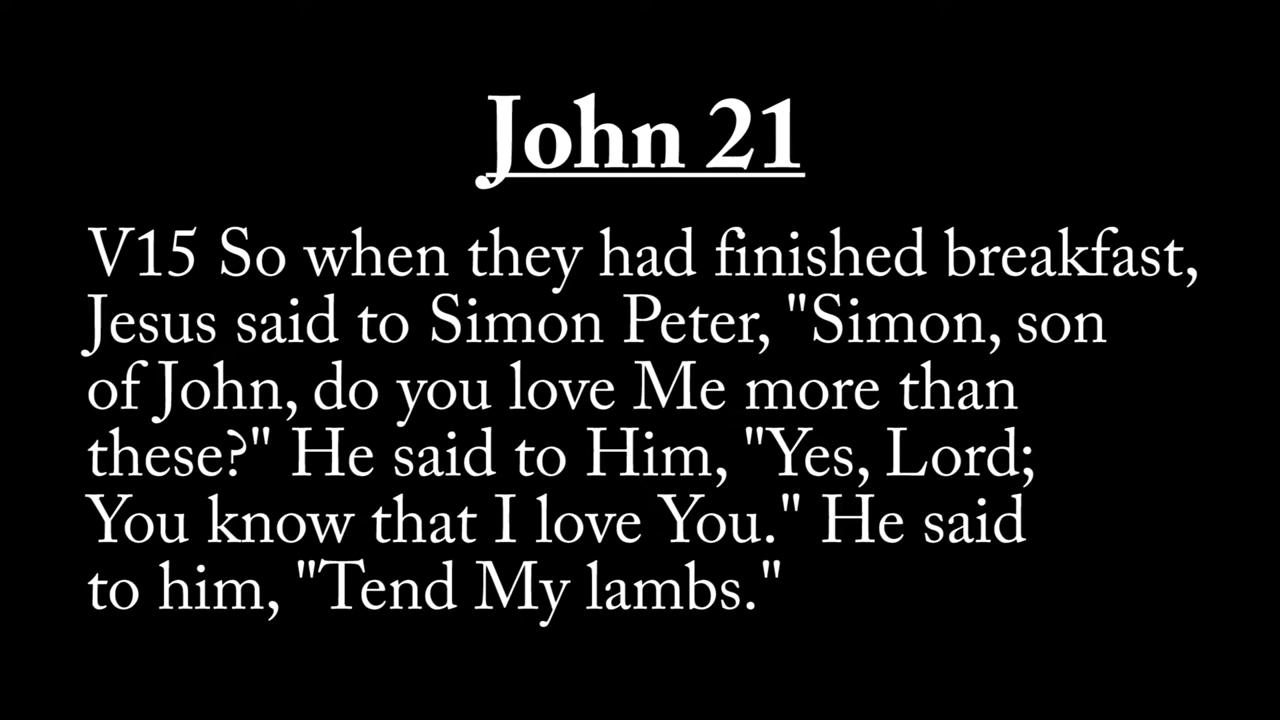 John 21
V15 So when they had finished breakfast,
Jesus said to Simon Peter, "Simon, son
of John, do you love Me more than
these?" He said to Him, "Yes, Lord;
You know that I love You." He said
to him, "Tend My lambs."